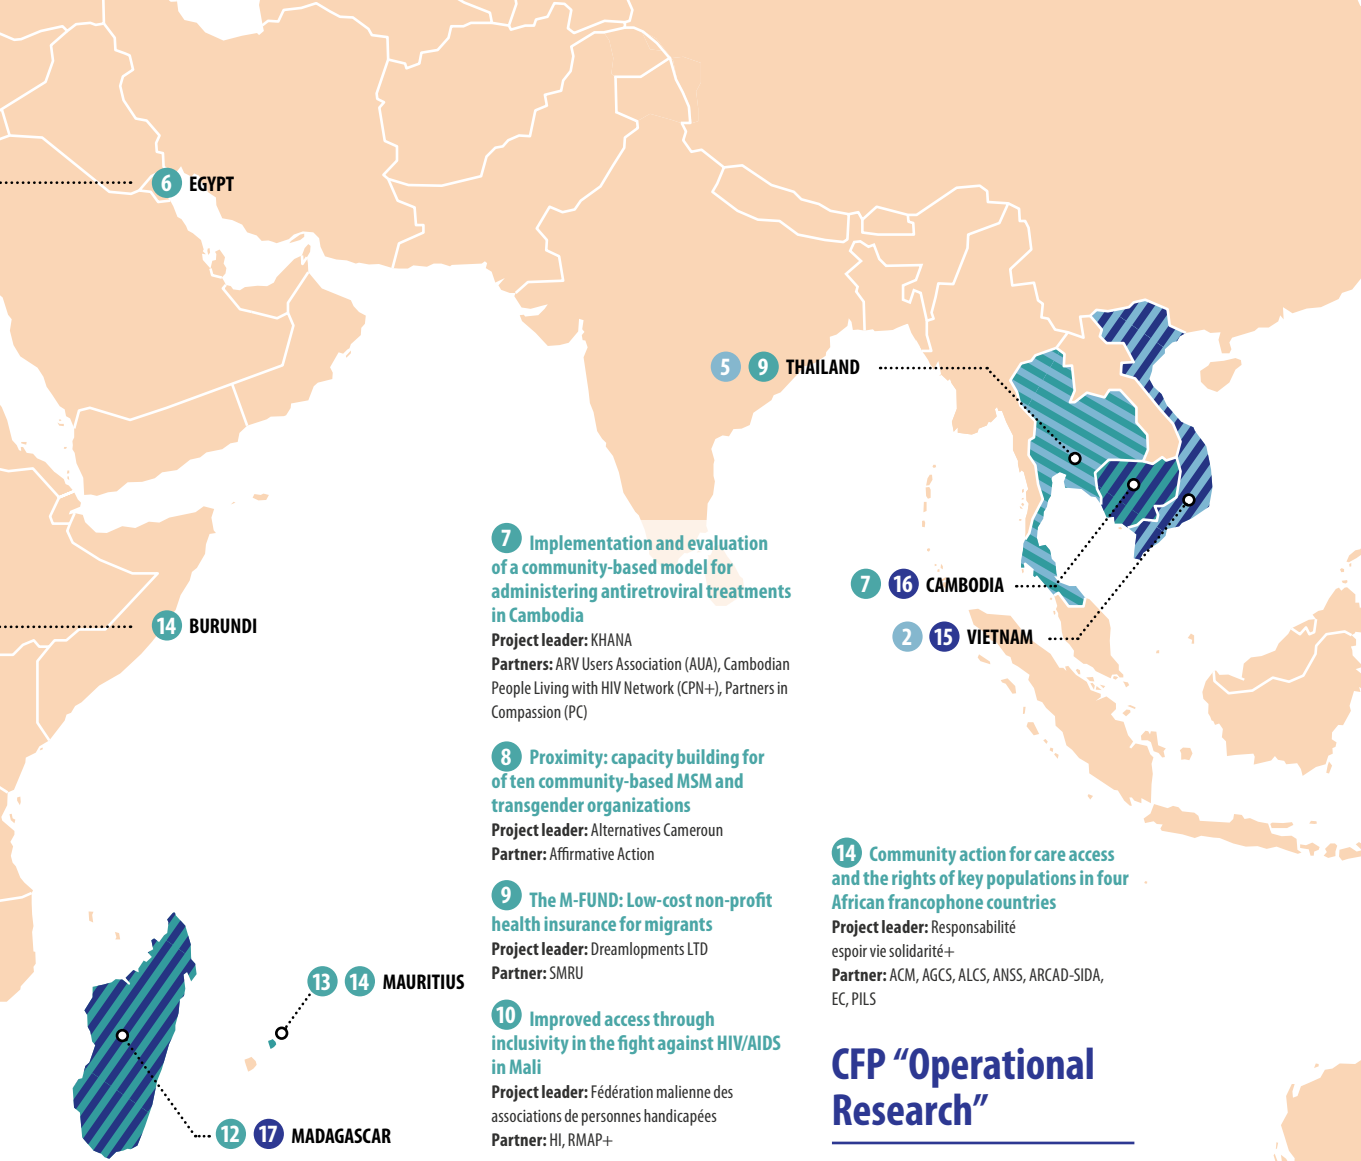 6 EGYPT
5 9 THAILAND
7 Implementation and evaluation
of a community-based model for
administering antiretroviral treatments
in Cambodia
Project leader: KHANA
Partners: ARV Users Association (AUA), Cambodian
People Living with HIV Network (CPN+), Partners in
Compassion (PC)
7 16 CAMBODIA
2 15 VIETNAM
14 BURUNDI
8 Proximity: capacity building for
of ten community-based MSM and
transgender organizations
Project leader: Alternatives Cameroun
Partner: Affirmative Action
9 The M-FUND: Low-cost non-profit
health insurance for migrants
Project leader: Dreamlopments LTD
Partner: SMRU
10 Improved access through
inclusivity in the fight against HIV/AIDS
in Mali
Project leader: Fédération malienne des
associations de personnes handicapées
Partner: HI, RMAP+
14 Community action for care access
and the rights of key populations in four
African francophone countries
Project leader: Responsabilité
espoir vie solidarité+
Partner: ACM, AGCS, ALCS, ANSS, ARCAD-SIDA,
EC, PILS
13 14 MAURITIUS
12 17 MADAGASCAR
CFP “Operational
Research”